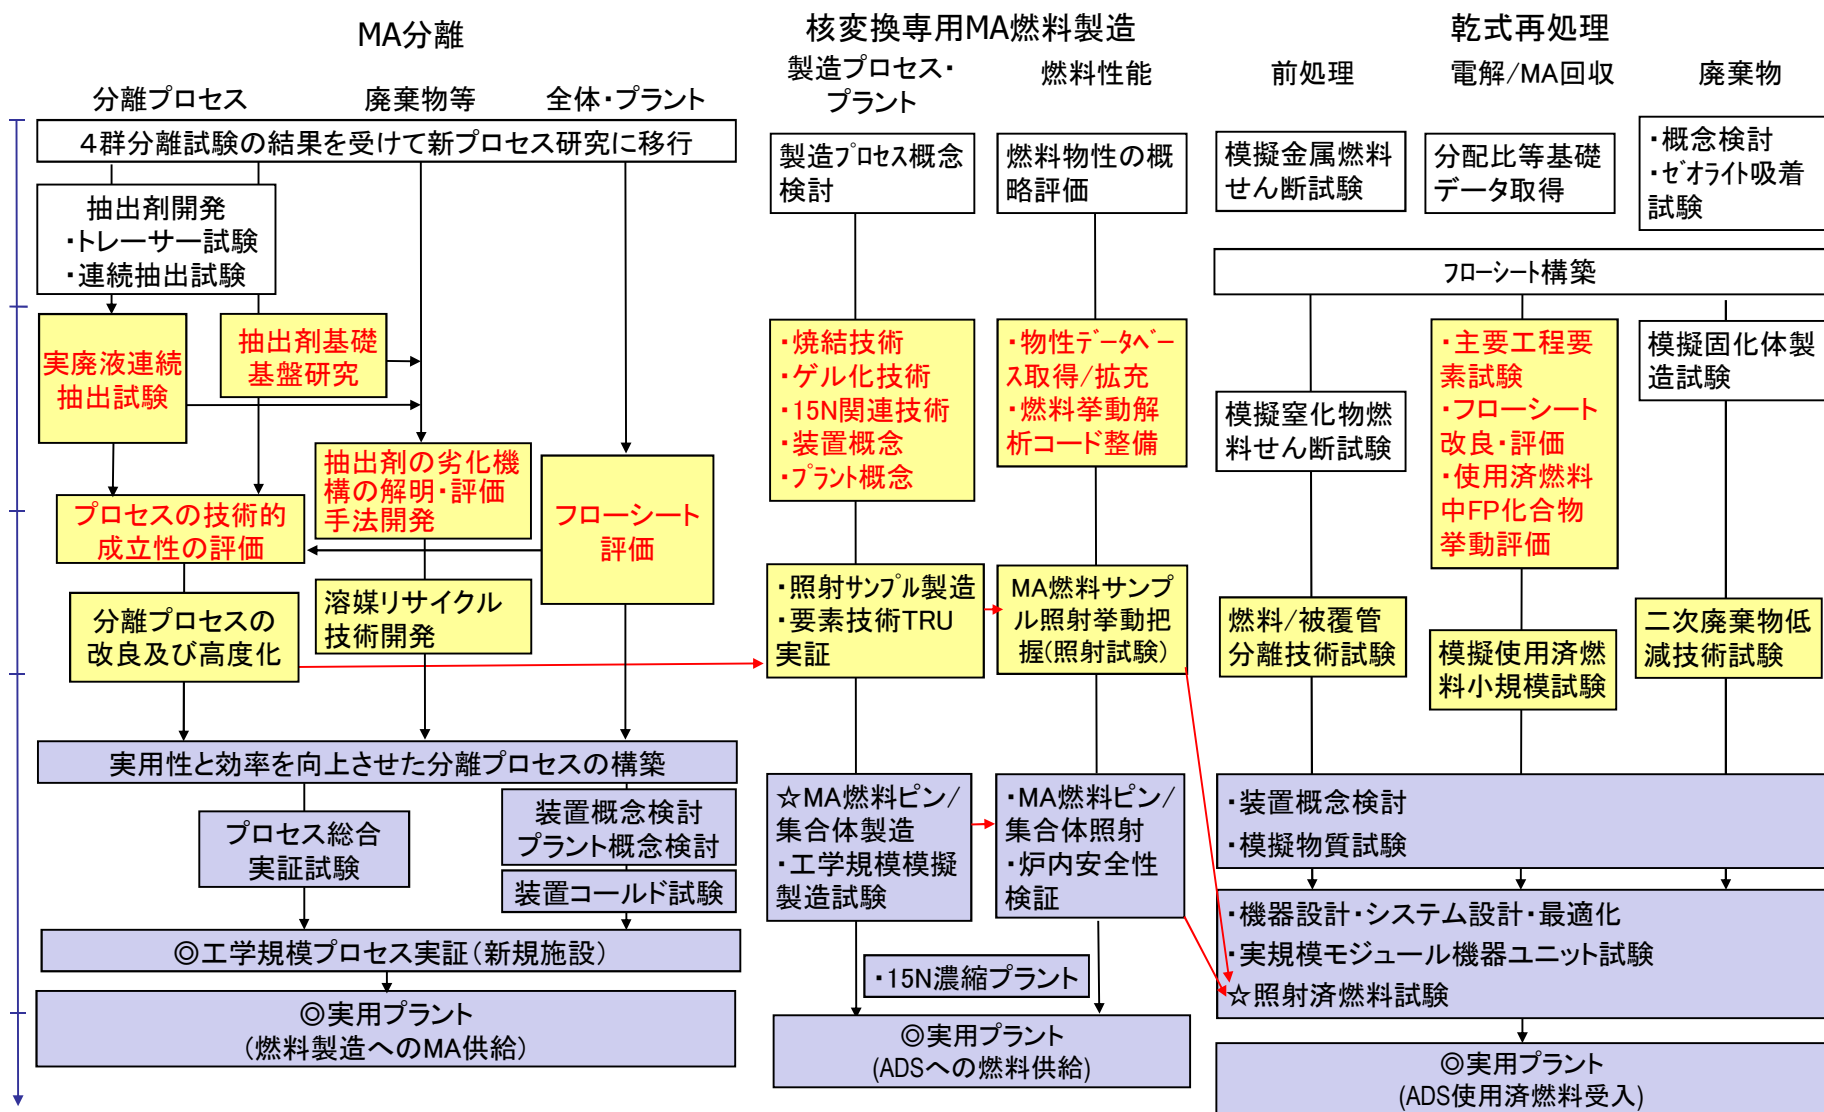 MA分離
分離プロセス
廃棄物等
全体・プラント
4群分離試験の結果を受けて新プロセス研究に移行
抽出剤開発
・トレーサー試験
・連続抽出試験
実廃液連続
抽出試験
抽出剤基礎
基盤研究
抽出剤の劣化機
構の解明・評価
手法開発
フローシート
評価
プロセスの技術的
成立性の評価
分離プロセスの
改良及び高度化
溶媒リサイクル
技術開発
実用性と効率を向上させた分離プロセスの構築
プロセス総合
実証試験
装置概念検討
プラント概念検討
装置コールド試験
◎工学規模プロセス実証(新規施設)
◎実用プラント
(燃料製造へのMA供給)
核変換専用MA燃料製造
製造プロセス・
プラント
燃料性能
製造プロセス概念
検討
燃料物性の概
略評価
・焼結技術
・ゲル化技術
・15N関連技術
・装置概念
・プラント概念
・物性データベー
ス取得/拡充
・燃料挙動解
析コード整備
・照射サンプル製造
・要素技術TRU
実証
MA燃料サンプ
ル照射挙動把
握(照射試験)
☆MA燃料ピン/
集合体製造
・工学規模模擬
製造試験
・MA燃料ピン/
集合体照射
・炉内安全性
検証
・15N濃縮プラント
◎実用プラント
(ADSへの燃料供給)
乾式再処理
前処理
電解/MA回収
廃棄物
模擬金属燃料
せん断試験
分配比等基礎
データ取得
・概念検討
・ゼオライト吸着
試験
フローシート構築
模擬窒化物燃
料せん断試験
・主要工程要
素試験
・フローシート
改良・評価
・使用済燃料
中FP化合物
挙動評価
模擬固化体製
造試験
燃料/被覆管
分離技術試験
模擬使用済燃
料小規模試験
二次廃棄物低
減技術試験
・装置概念検討
・模擬物質試験
・機器設計・システム設計・最適化
・実規模モジュール機器ユニット試験
☆照射済燃料試験
◎実用プラント
(ADS使用済燃料受入)